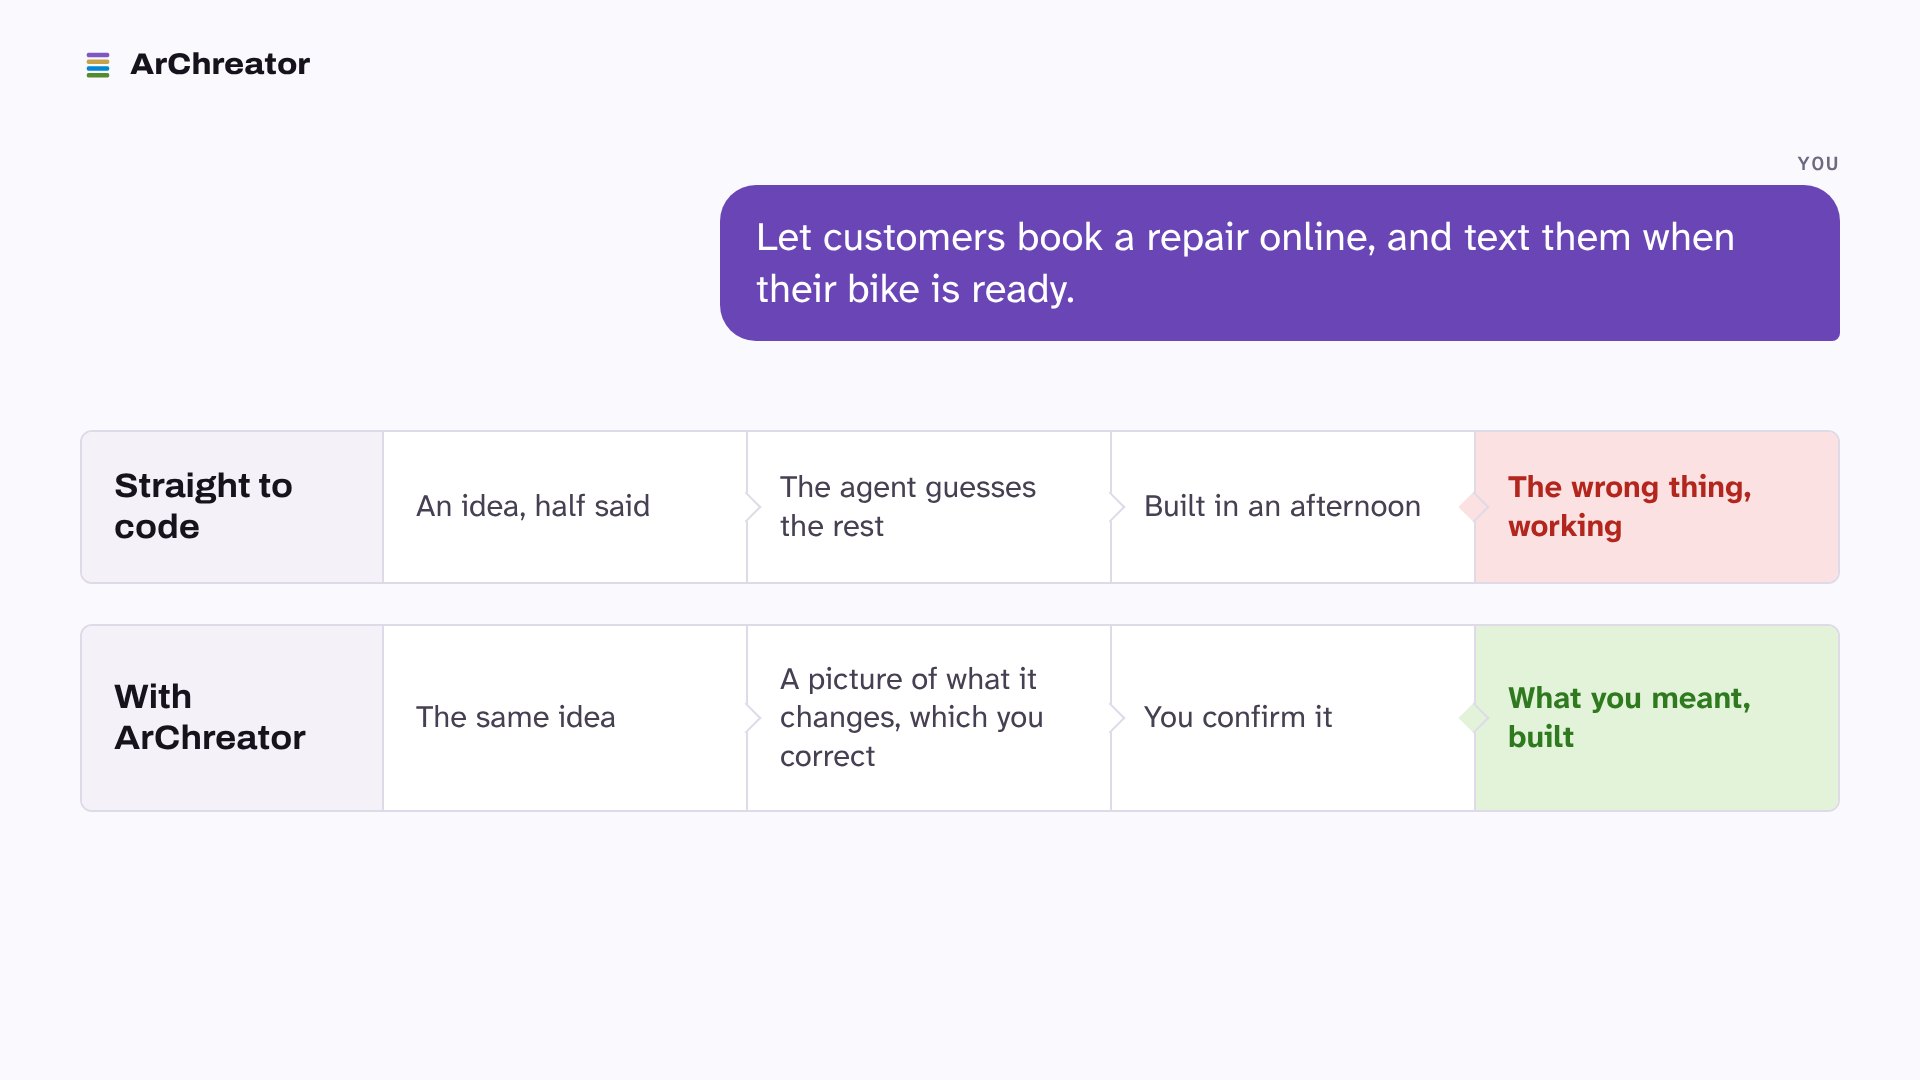 ArChreator
YOU
Let customers book a repair online, and text them when
their bike is ready.
Straight to
code
An idea, half said
The agent guesses
the rest
Built in an afternoon
The wrong thing,
working
With
ArChreator
The same idea
A picture of what it
changes, which you
correct
You confirm it
What you meant,
built